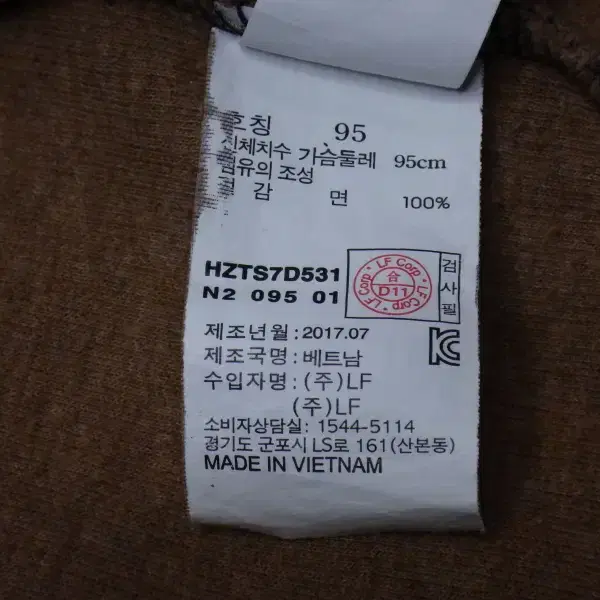 호칭 95
신체치수 가슴둘레 95cm
섬유의 조성
겉감 면 100%
HZTS7D531
N2 095 01
LF Corp
合
D11
LF Corp
검사필
제조년월 : 2017.07
제조국명 : 베트남
수입자명 : (주)LF
(주)LF
소비자상담실: 1544-5114
경기도 군포시 LS로 161(산본동)
MADE IN VIETNAM